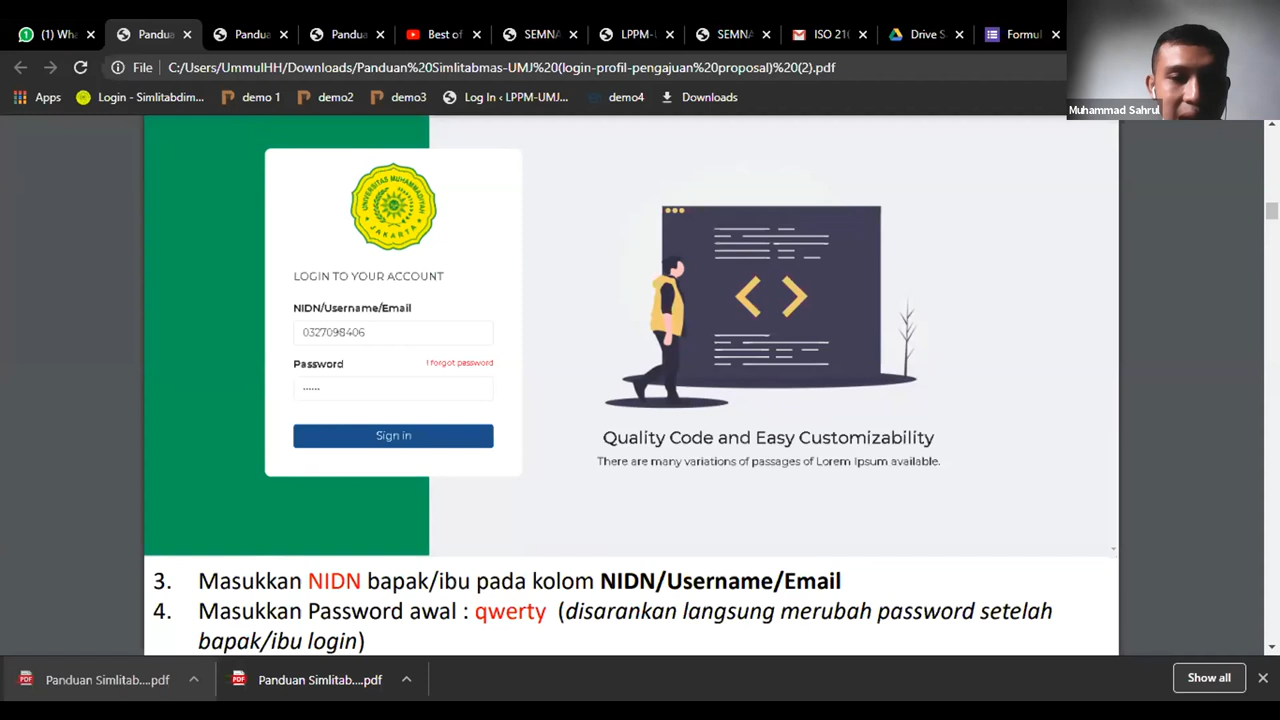 (1) Wha
Pandua
Pandua
Pandua
Best of
SEMNA
LPPM-U
SEMNA
ISO 210
Drive S
Formul
File C:/Users/UmmulHH/Downloads/Panduan%20Simlitabmas-UMJ%20(login-profil-pengajuan%20proposal)%20(2).pdf
Muhammad Sahrul
Apps Login - Simlitabdim... demo 1 demo2 demo3 Log In ‹ LPPM-UMJ... demo4 Downloads
UNIVERSITAS MUHAMMADIYAH
JAKARTA
LOGIN TO YOUR ACCOUNT
NIDN/Username/Email
0327098406
Password I forgot password
······
Sign in
Quality Code and Easy Customizability
There are many variations of passages of Lorem Ipsum available.
3. Masukkan NIDN bapak/ibu pada kolom NIDN/Username/Email
4. Masukkan Password awal : qwerty (disarankan langsung merubah password setelah
bapak/ibu login)
Panduan Simlitab....pdf
Panduan Simlitab....pdf
Show all